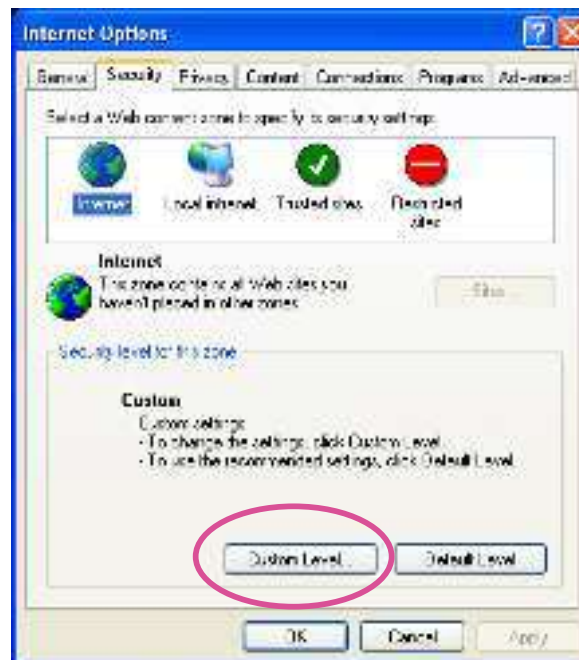 Internet Options
General Security Privacy Content Connections Programs Advanced
Select a Web content zone to specify its security settings.
Internet Local intranet Trusted sites Restricted
sites
Internet
This zone contains all Web sites you
haven't placed in other zones
Sites...
Security level for this zone
Custom
Custom settings.
- To change the settings, click Custom Level.
- To use the recommended settings, click Default Level.
Custom Level... Default Level
OK Cancel Apply